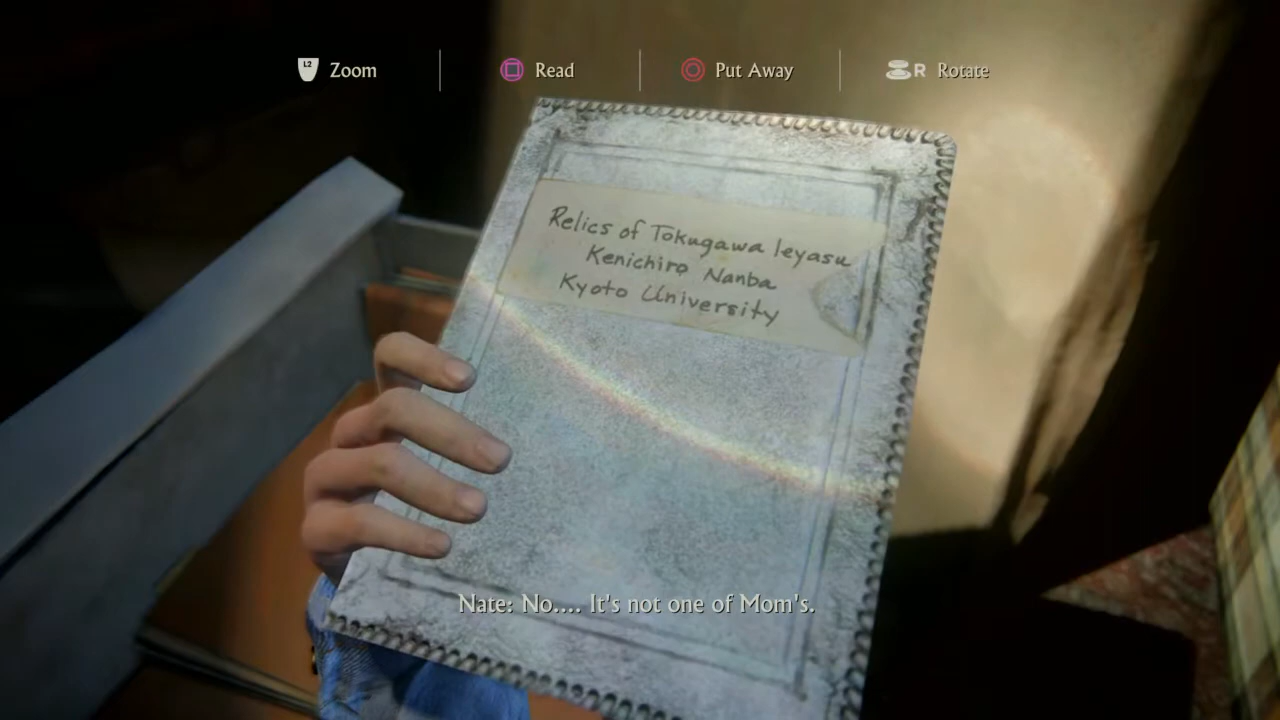 L2 Zoom
Read
Put Away
R Rotate
Relics of Tokugawa Ieyasu
Kenichiro Nanba
Kyoto University
Nate: No.... It's not one of Mom's.